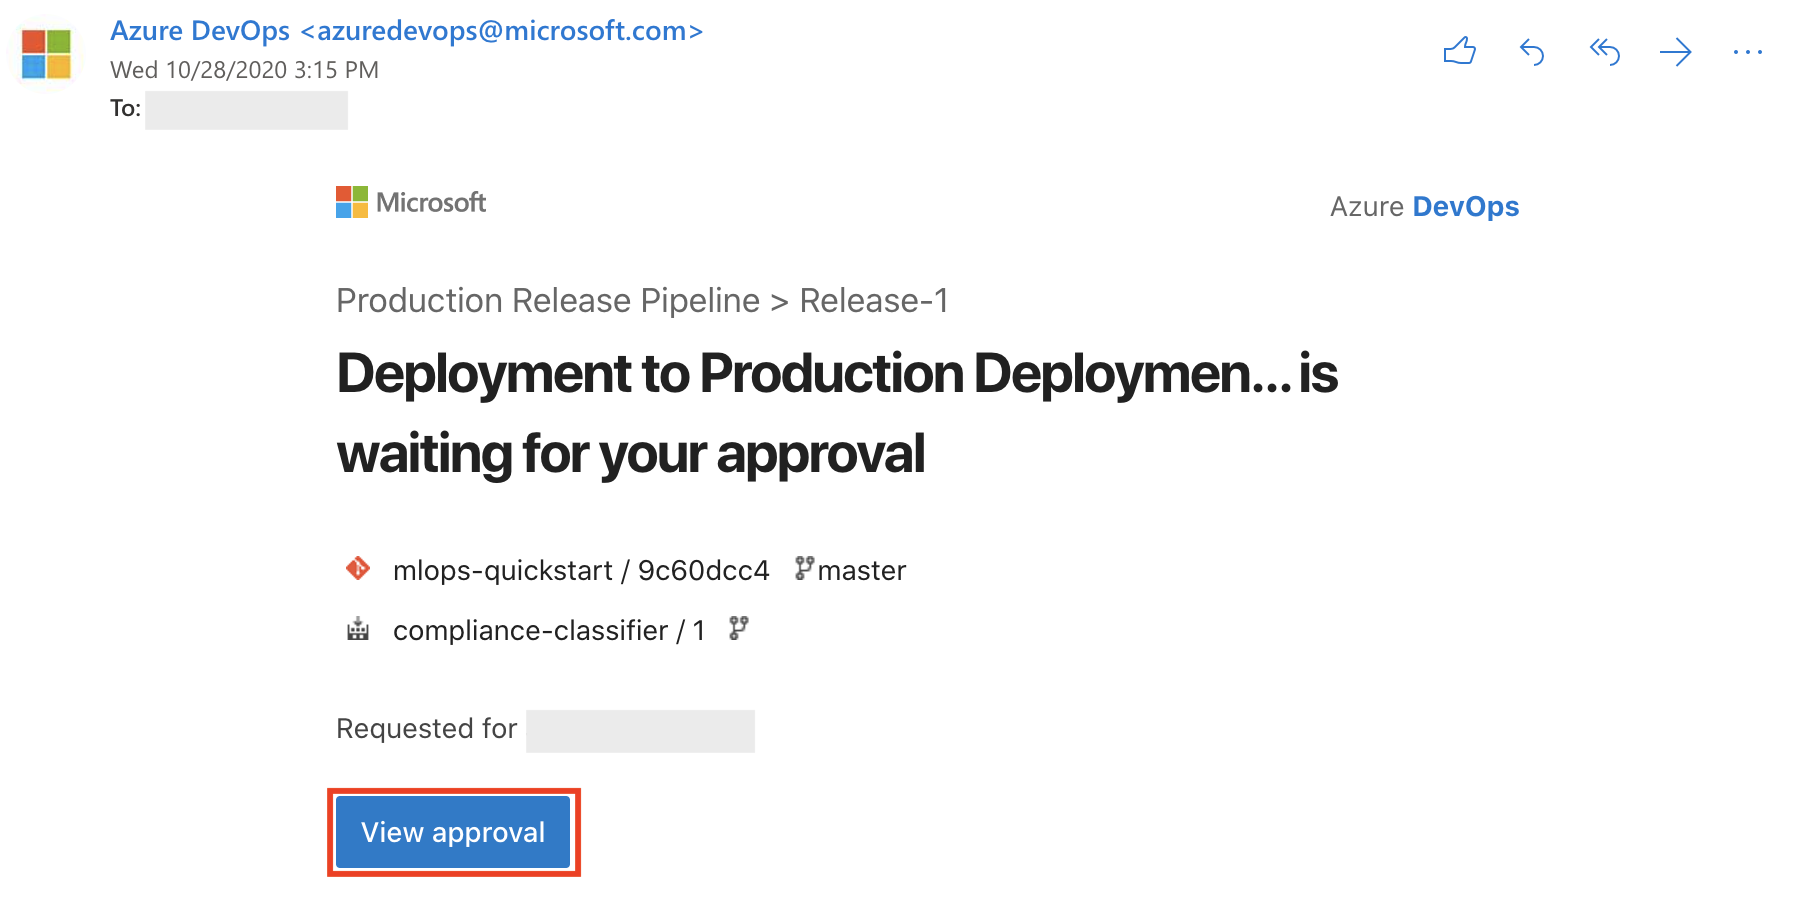 Azure DevOps <azuredevops@microsoft.com>
Wed 10/28/2020 3:15 PM
To:
Microsoft
Azure DevOps
Production Release Pipeline > Release-1
Deployment to Production Deploymen... is
waiting for your approval
mlops-quickstart / 9c60dcc4 master
compliance-classifier / 1
Requested for
View approval